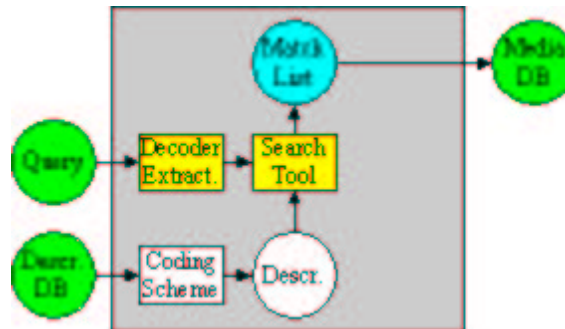 Match
List
Media
DB
Query
Decoder
Extract.
Search
Tool
Descr.
DB
Coding
Scheme
Descr.